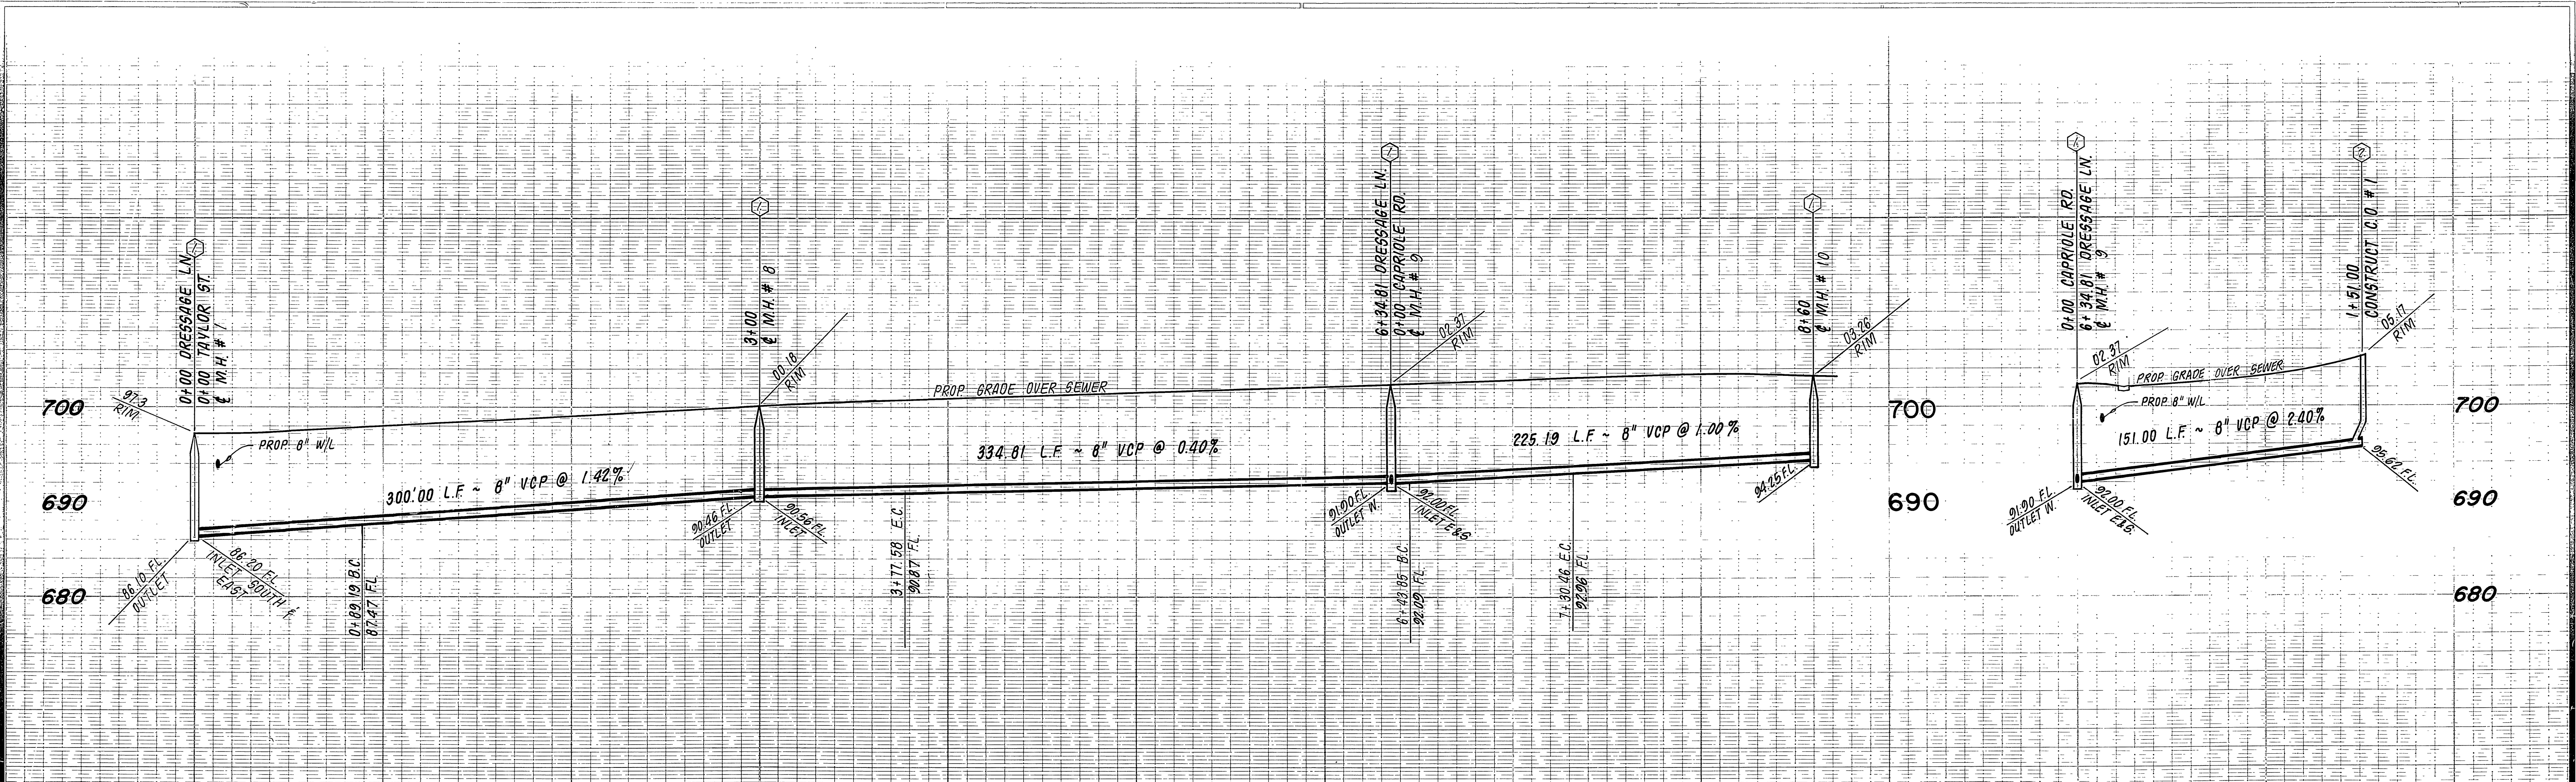 1
0+00 DRESSAGE LN.
0+00 TAYLOR ST.
℄ M.H. # 1
97.3
RIM
700
690
680
PROP. 8" W/L
300.00 L.F. ~ 8" VCP @ 1.42%
86.10 F.L.
OUTLET
86.20 F.L.
INLET SOUTH &
EAST
0+89.19 B.C.
87.47 F.L.
1
3+00
℄ M.H. # 8
00.18
RIM
PROP. GRADE OVER SEWER
334.81 L.F. ~ 8" VCP @ 0.40%
90.46 F.L.
OUTLET
90.56 F.L.
INLET
3+77.58 E.C.
90.87 F.L.
1
6+34.81 DRESSAGE LN.
0+00 CAPRIOLE RD.
℄ M.H. # 9
02.37
RIM
225.19 L.F. ~ 8" VCP @ 1.00%
91.90 F.L.
OUTLET W.
92.00 F.L.
INLET E&S
6+43.85 B.C.
92.09 F.L.
7+30.46 E.C.
92.96 F.L.
1
8+60
℄ M.H. # 10
03.26
RIM
94.25 F.L.
700
690
1
0+00 CAPRIOLE RD.
6+34.81 DRESSAGE LN.
℄ M.H. # 9
02.37
RIM
PROP. GRADE OVER SEWER
PROP. 8" W/L
151.00 L.F. ~ 8" VCP @ 2.40%
91.90 F.L.
OUTLET W.
92.00 F.L.
INLET E&S.
2
1+51.00
CONSTRUCT C.O. # 1
05.17
RIM
95.62 F.L.
700
690
680